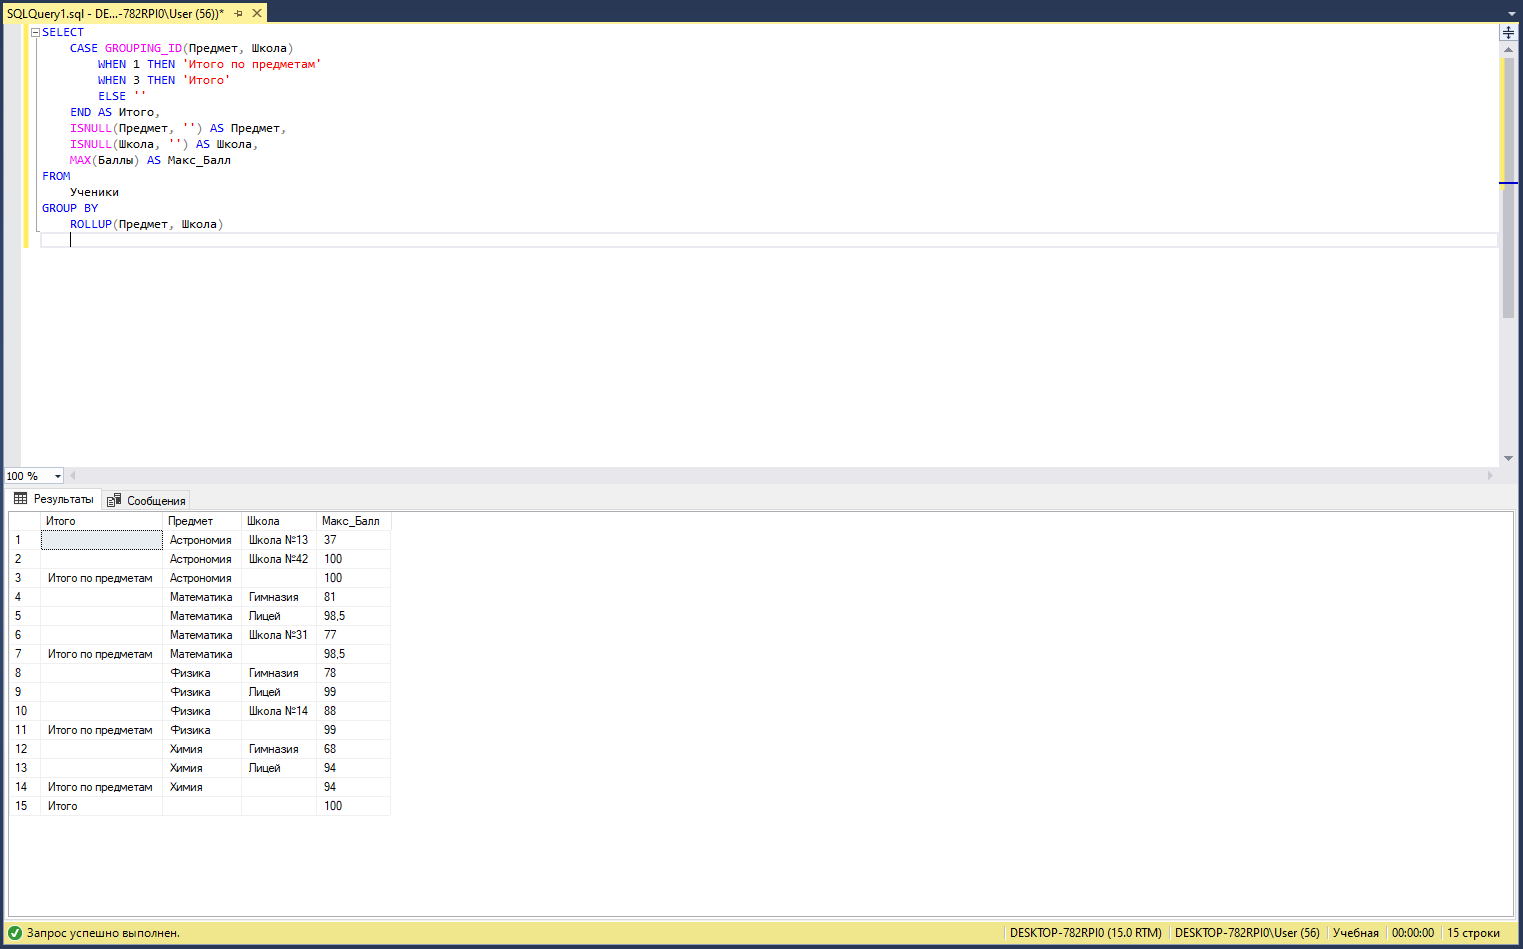 SQLQuery1.sql - DE...-782RPI0\User (56))*
SELECT
CASE GROUPING_ID(Предмет, Школа)
WHEN 1 THEN 'Итого по предметам'
WHEN 3 THEN 'Итого'
ELSE ''
END AS Итого,
ISNULL(Предмет, '') AS Предмет,
ISNULL(Школа, '') AS Школа,
MAX(Баллы) AS Макс_Балл
FROM
Ученики
GROUP BY
ROLLUP(Предмет, Школа)
100 %
Результаты Сообщения
Итого Предмет Школа Макс_Балл
1 Астрономия Школа №13 37
2 Астрономия Школа №42 100
3 Итого по предметам Астрономия 100
4 Математика Гимназия 81
5 Математика Лицей 98,5
6 Математика Школа №31 77
7 Итого по предметам Математика 98,5
8 Физика Гимназия 78
9 Физика Лицей 99
10 Физика Школа №14 88
11 Итого по предметам Физика 99
12 Химия Гимназия 68
13 Химия Лицей 94
14 Итого по предметам Химия 94
15 Итого 100
Запрос успешно выполнен. DESKTOP-782RPI0 (15.0 RTM) DESKTOP-782RPI0\User (56) Учебная 00:00:00 15 строки